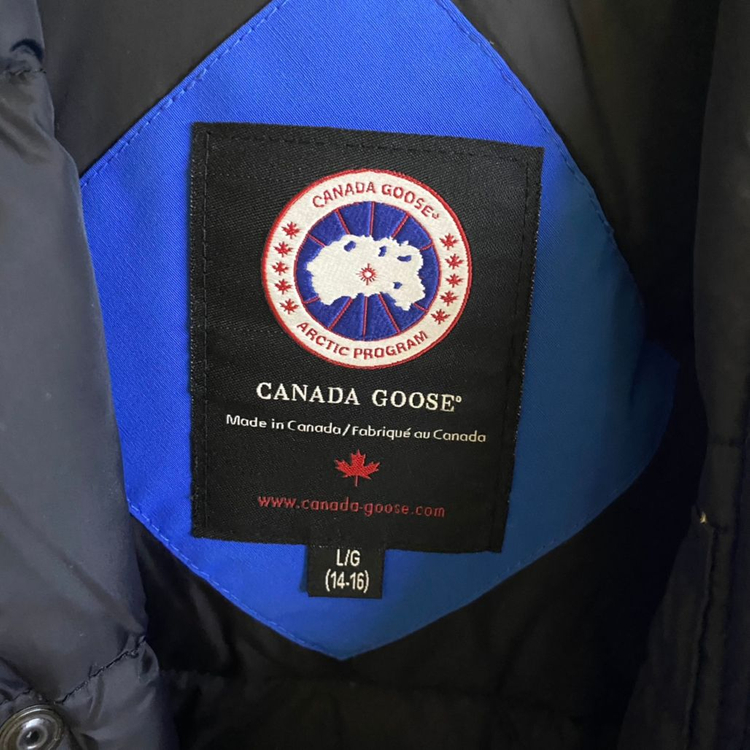 CANADA GOOSE®
ARCTIC PROGRAM
CANADA GOOSE®
Made in Canada/Fabriqué au Canada
www.canada-goose.com
L/G
(14-16)